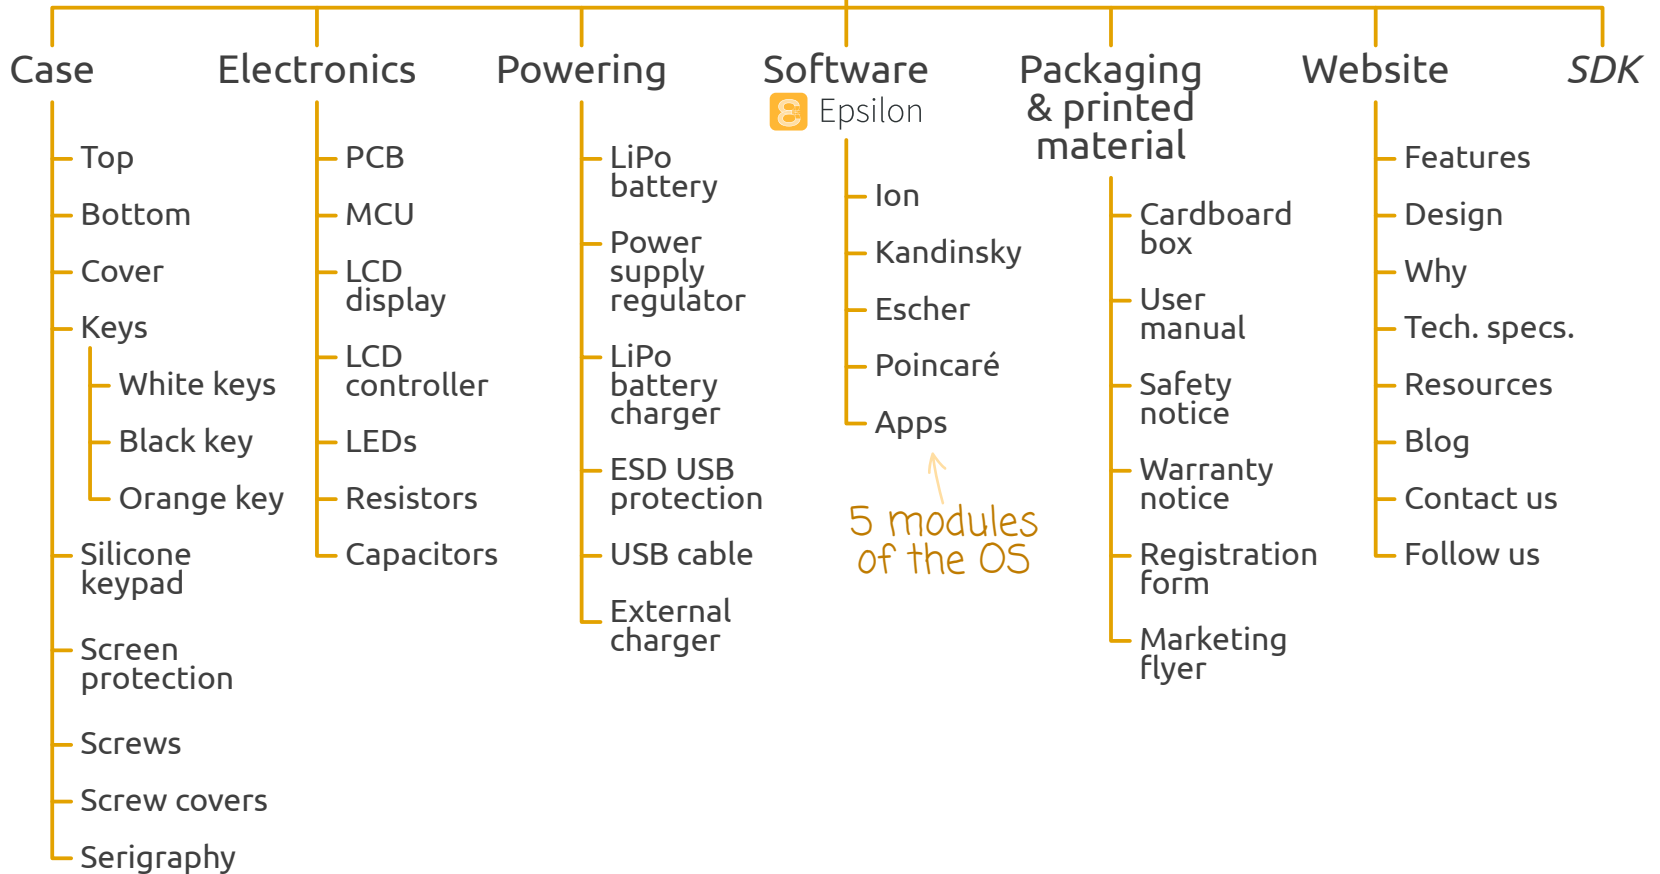 Case
Top
Bottom
Cover
Keys
White keys
Black key
Orange key
Silicone
keypad
Screen
protection
Screws
Screw covers
Serigraphy
Electronics
PCB
MCU
LCD
display
LCD
controller
LEDs
Resistors
Capacitors
Powering
LiPo
battery
Power
supply
regulator
LiPo
battery
charger
ESD USB
protection
USB cable
External
charger
Software
Epsilon
Ion
Kandinsky
Escher
Poincaré
Apps
5 modules
of the OS
Packaging
& printed
material
Cardboard
box
User
manual
Safety
notice
Warranty
notice
Registration
form
Marketing
flyer
Website
Features
Design
Why
Tech. specs.
Resources
Blog
Contact us
Follow us
SDK